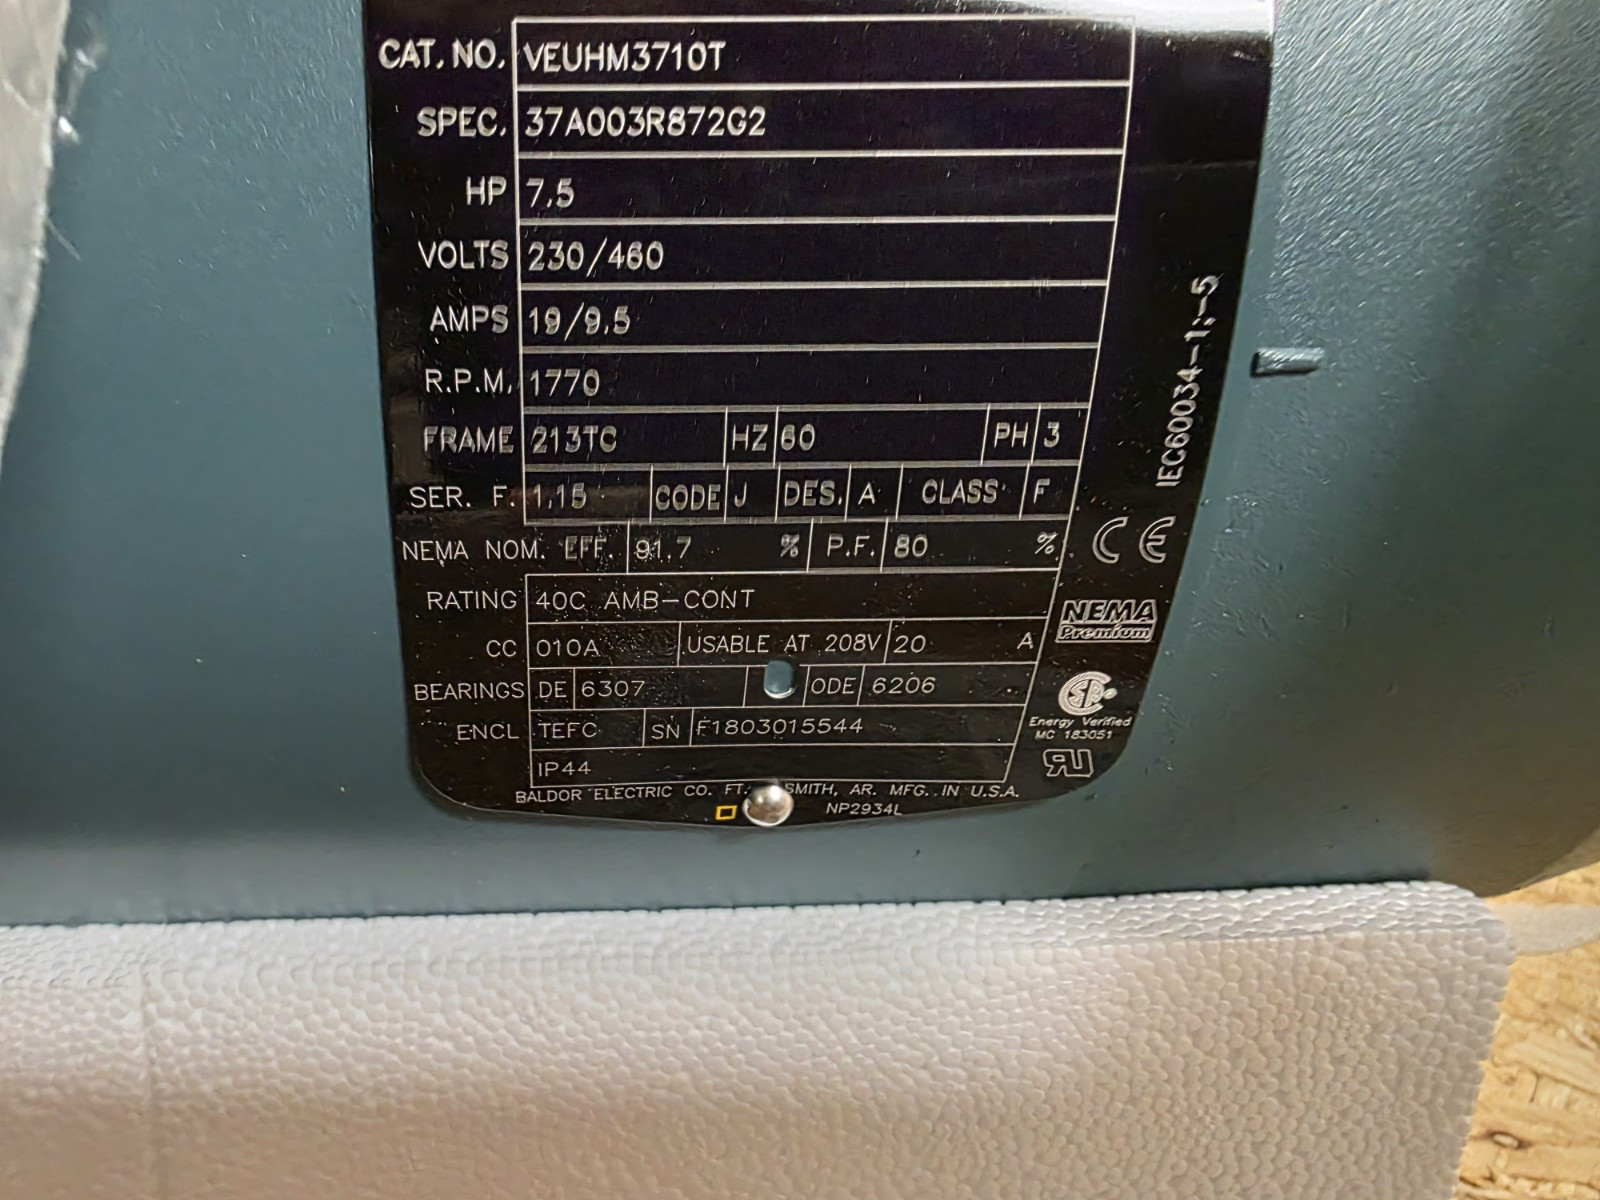 CAT. NO. VEUHM3710T
SPEC. 37A003R872G2
HP 7.5
VOLTS 230/460
AMPS 19/9.5
R.P.M. 1770
FRAME 213TC HZ 60 PH 3
SER. F. 1.15 CODE J DES. A CLASS F
NEMA NOM. EFF. 91.7 % P.F. 80 %
RATING 40C AMB-CONT
CC 010A USABLE AT 208V 20 A
BEARINGS DE 6307 ODE 6206
ENCL TEFC SN F1803015544
IP44
BALDOR ELECTRIC CO. FT. SMITH, AR. MFG. IN U.S.A.
NP2934L
IEC60034-1:-5
CE
NEMA
Premium
Energy Verified
MC 183051